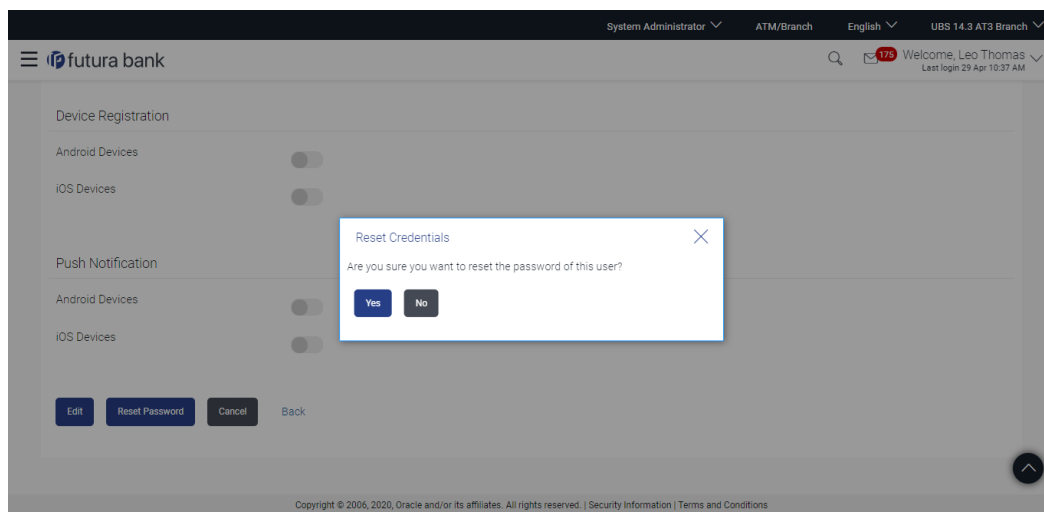 System Administrator ATM/Branch English UBS 14.3 AT3 Branch
futura bank
175
Welcome, Leo Thomas
Last login 29 Apr 10:37 AM
Device Registration
Android Devices
iOS Devices
Reset Credentials
Are you sure you want to reset the password of this user?
Yes No
Push Notification
Android Devices
iOS Devices
Edit Reset Password Cancel Back
Copyright © 2006, 2020, Oracle and/or its affiliates. All rights reserved. | Security Information | Terms and Conditions